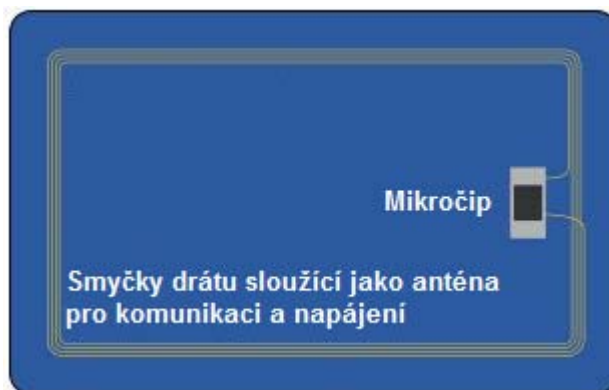 Mikročip
Smyčky drátu sloužící jako anténa
pro komunikaci a napájení